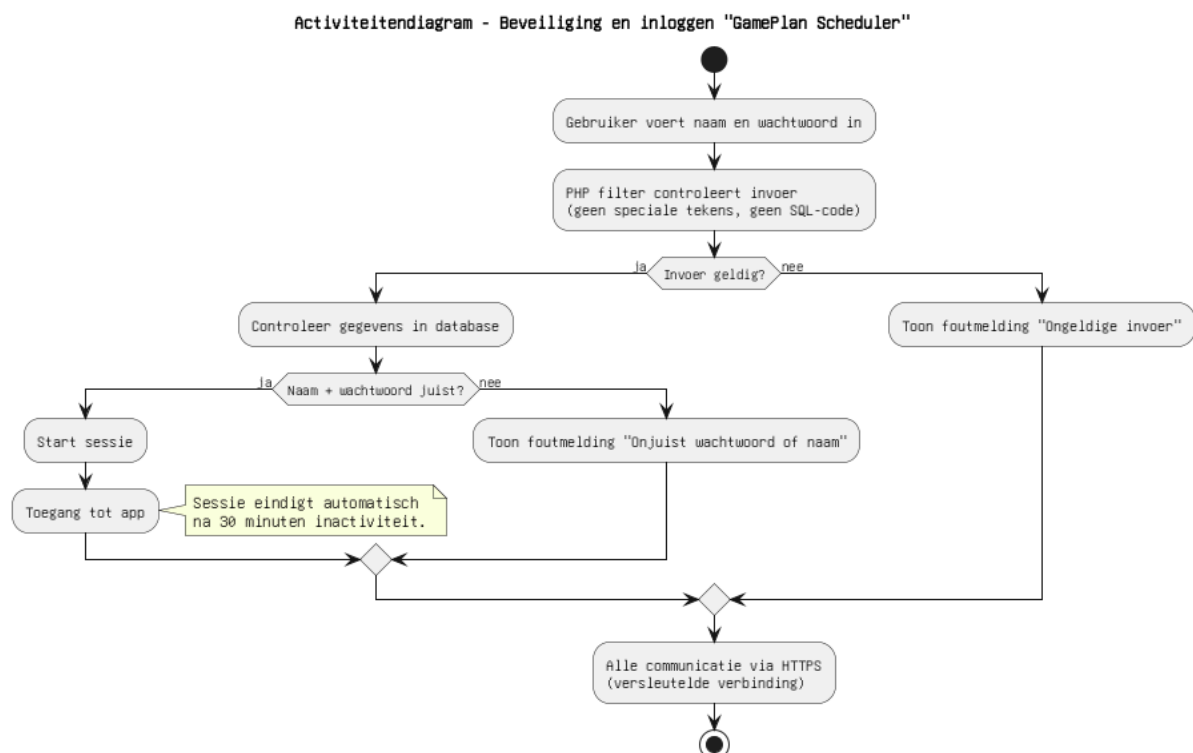 Activiteitendiagram - Beveiliging en inloggen "GamePlan Scheduler"
Gebruiker voert naam en wachtwoord in
PHP filter controleert invoer
(geen speciale tekens, geen SQL-code)
ja
Invoer geldig?
nee
Controleer gegevens in database
Toon foutmelding "Ongeldige invoer"
ja
Naam + wachtwoord juist?
nee
Start sessie
Toon foutmelding "Onjuist wachtwoord of naam"
Toegang tot app
Sessie eindigt automatisch
na 30 minuten inactiviteit.
Alle communicatie via HTTPS
(versleutelde verbinding)